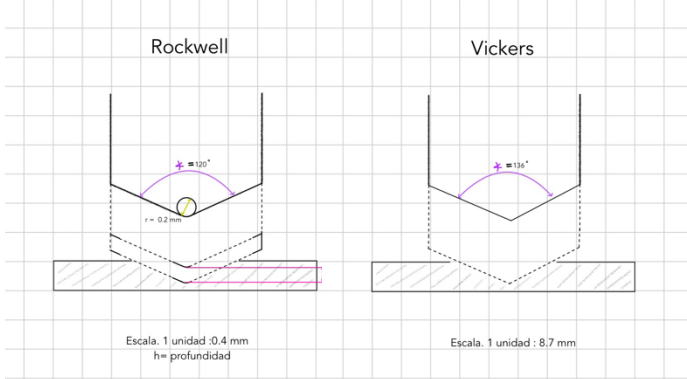 Rockwell
Vickers
∡ = 120°
∡ = 136°
r = 0.2 mm
Escala. 1 unidad :0.4 mm
h= profundidad
Escala. 1 unidad : 8.7 mm